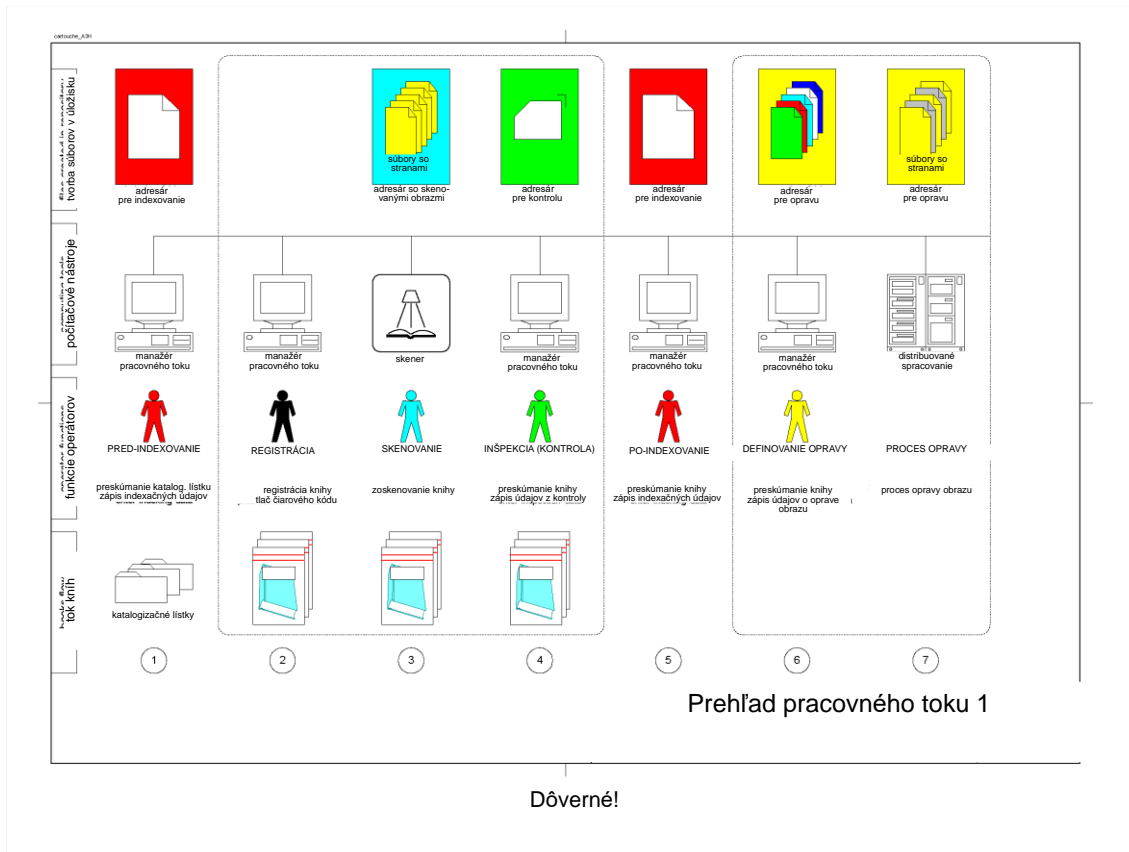 cartouche_A3H
tvorba súborov v úložisku
adresár
pre indexovanie
súbory so
stranami
adresár so skeno-
vanými obrazmi
adresár
pre kontrolu
adresár
pre indexovanie
adresár
pre opravu
súbory so
stranami
adresár
pre opravu
počítačové nástroje
manažér
pracovného toku
manažér
pracovného toku
skener
manažér
pracovného toku
manažér
pracovného toku
manažér
pracovného toku
distribuované
spracovanie
funkcie operátorov
PRED-INDEXOVANIE
REGISTRÁCIA
SKENOVANIE
INŠPEKCIA (KONTROLA)
PO-INDEXOVANIE
DEFINOVANIE OPRAVY
PROCES OPRAVY
preskúmanie katalog. lístku
zápis indexačných údajov
registrácia knihy
tlač čiarového kódu
zoskenovanie knihy
preskúmanie knihy
zápis údajov z kontroly
preskúmanie knihy
zápis indexačných údajov
preskúmanie knihy
zápis údajov o oprave
obrazu
proces opravy obrazu
tok kníh
katalogizačné lístky
1
2
3
4
5
6
7
Prehľad pracovného toku 1
Dôverné!